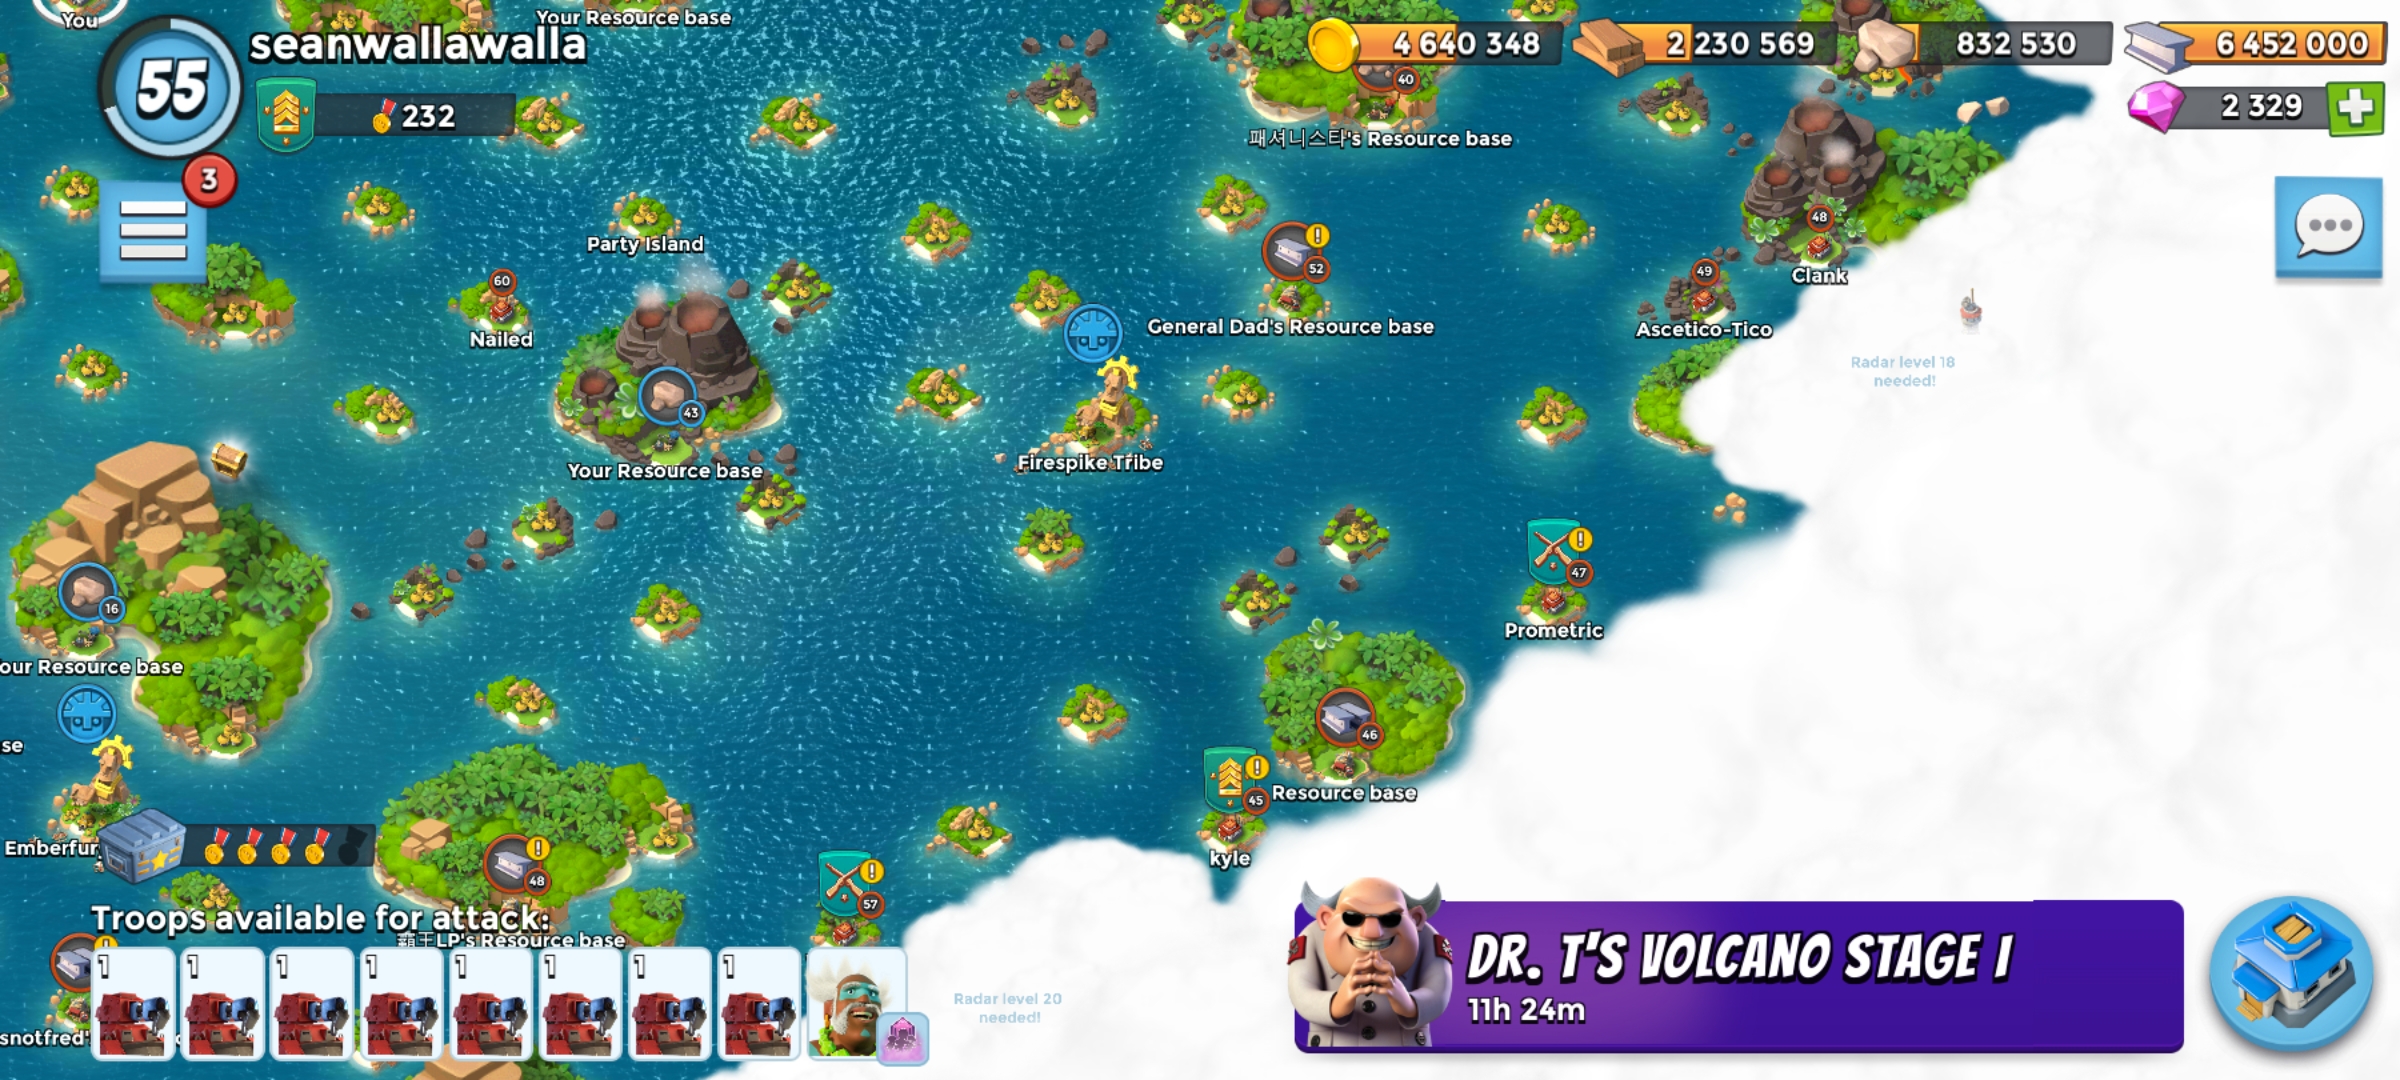 You
Your Resource base
seanwallawalla
55
232
3
4 640 348
2 230 569
832 530
6 452 000
2 329
40
패셔니스타's Resource base
Party Island
60
Nailed
52
General Dad's Resource base
48
Clank
49
Ascetico-Tico
Radar level 18
needed!
43
Your Resource base
Firespike Tribe
47
Prometric
16
our Resource base
se
46
Resource base
45
kyle
Emberfur
48
57
Troops available for attack:
霸王LP's Resource base
1
1
1
1
1
1
1
1
snotfred'
Radar level 20
needed!
DR. T'S VOLCANO STAGE I
11h 24m